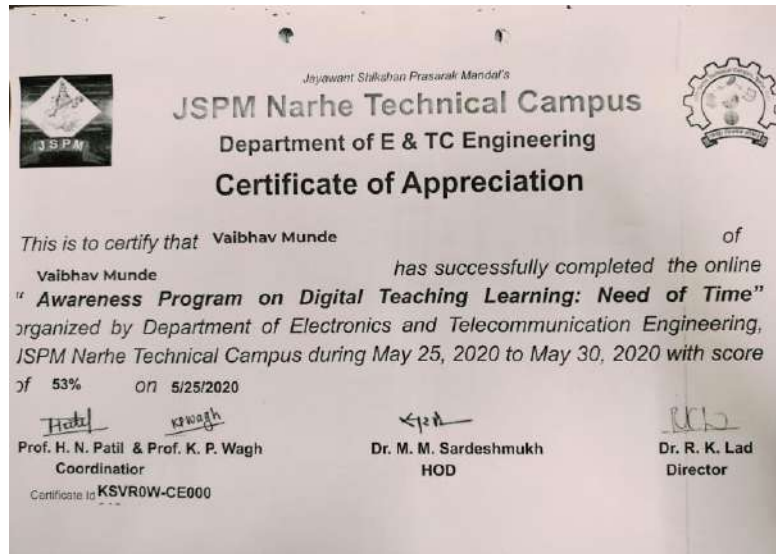 Jayawant Shikshan Prasarak Mandal's
JSPM Narhe Technical Campus
Department of E & TC Engineering
Certificate of Appreciation
JSPM
This is to certify that Vaibhav Munde of
Vaibhav Munde has successfully completed the online
“ Awareness Program on Digital Teaching Learning: Need of Time”
organized by Department of Electronics and Telecommunication Engineering,
JSPM Narhe Technical Campus during May 25, 2020 to May 30, 2020 with score
of 53% on 5/25/2020
HPatil KPWagh
Prof. H. N. Patil & Prof. K. P. Wagh Dr. M. M. Sardeshmukh Dr. R. K. Lad
Coordinatior HOD Director
Certificate Id KSVR0W-CE000